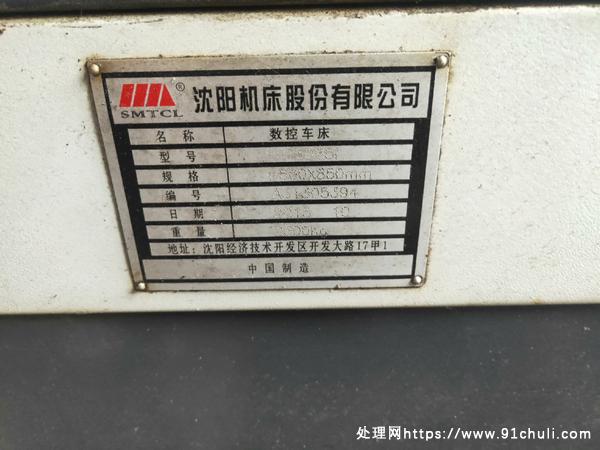 SMTCL® 沈阳机床股份有限公司
名称 数控车床
型号
规格 500X850mm
编号
日期 2013 10
重量
地址: 沈阳经济技术开发区开发大路17甲1
中国制造
处理网https://www.91chuli.com